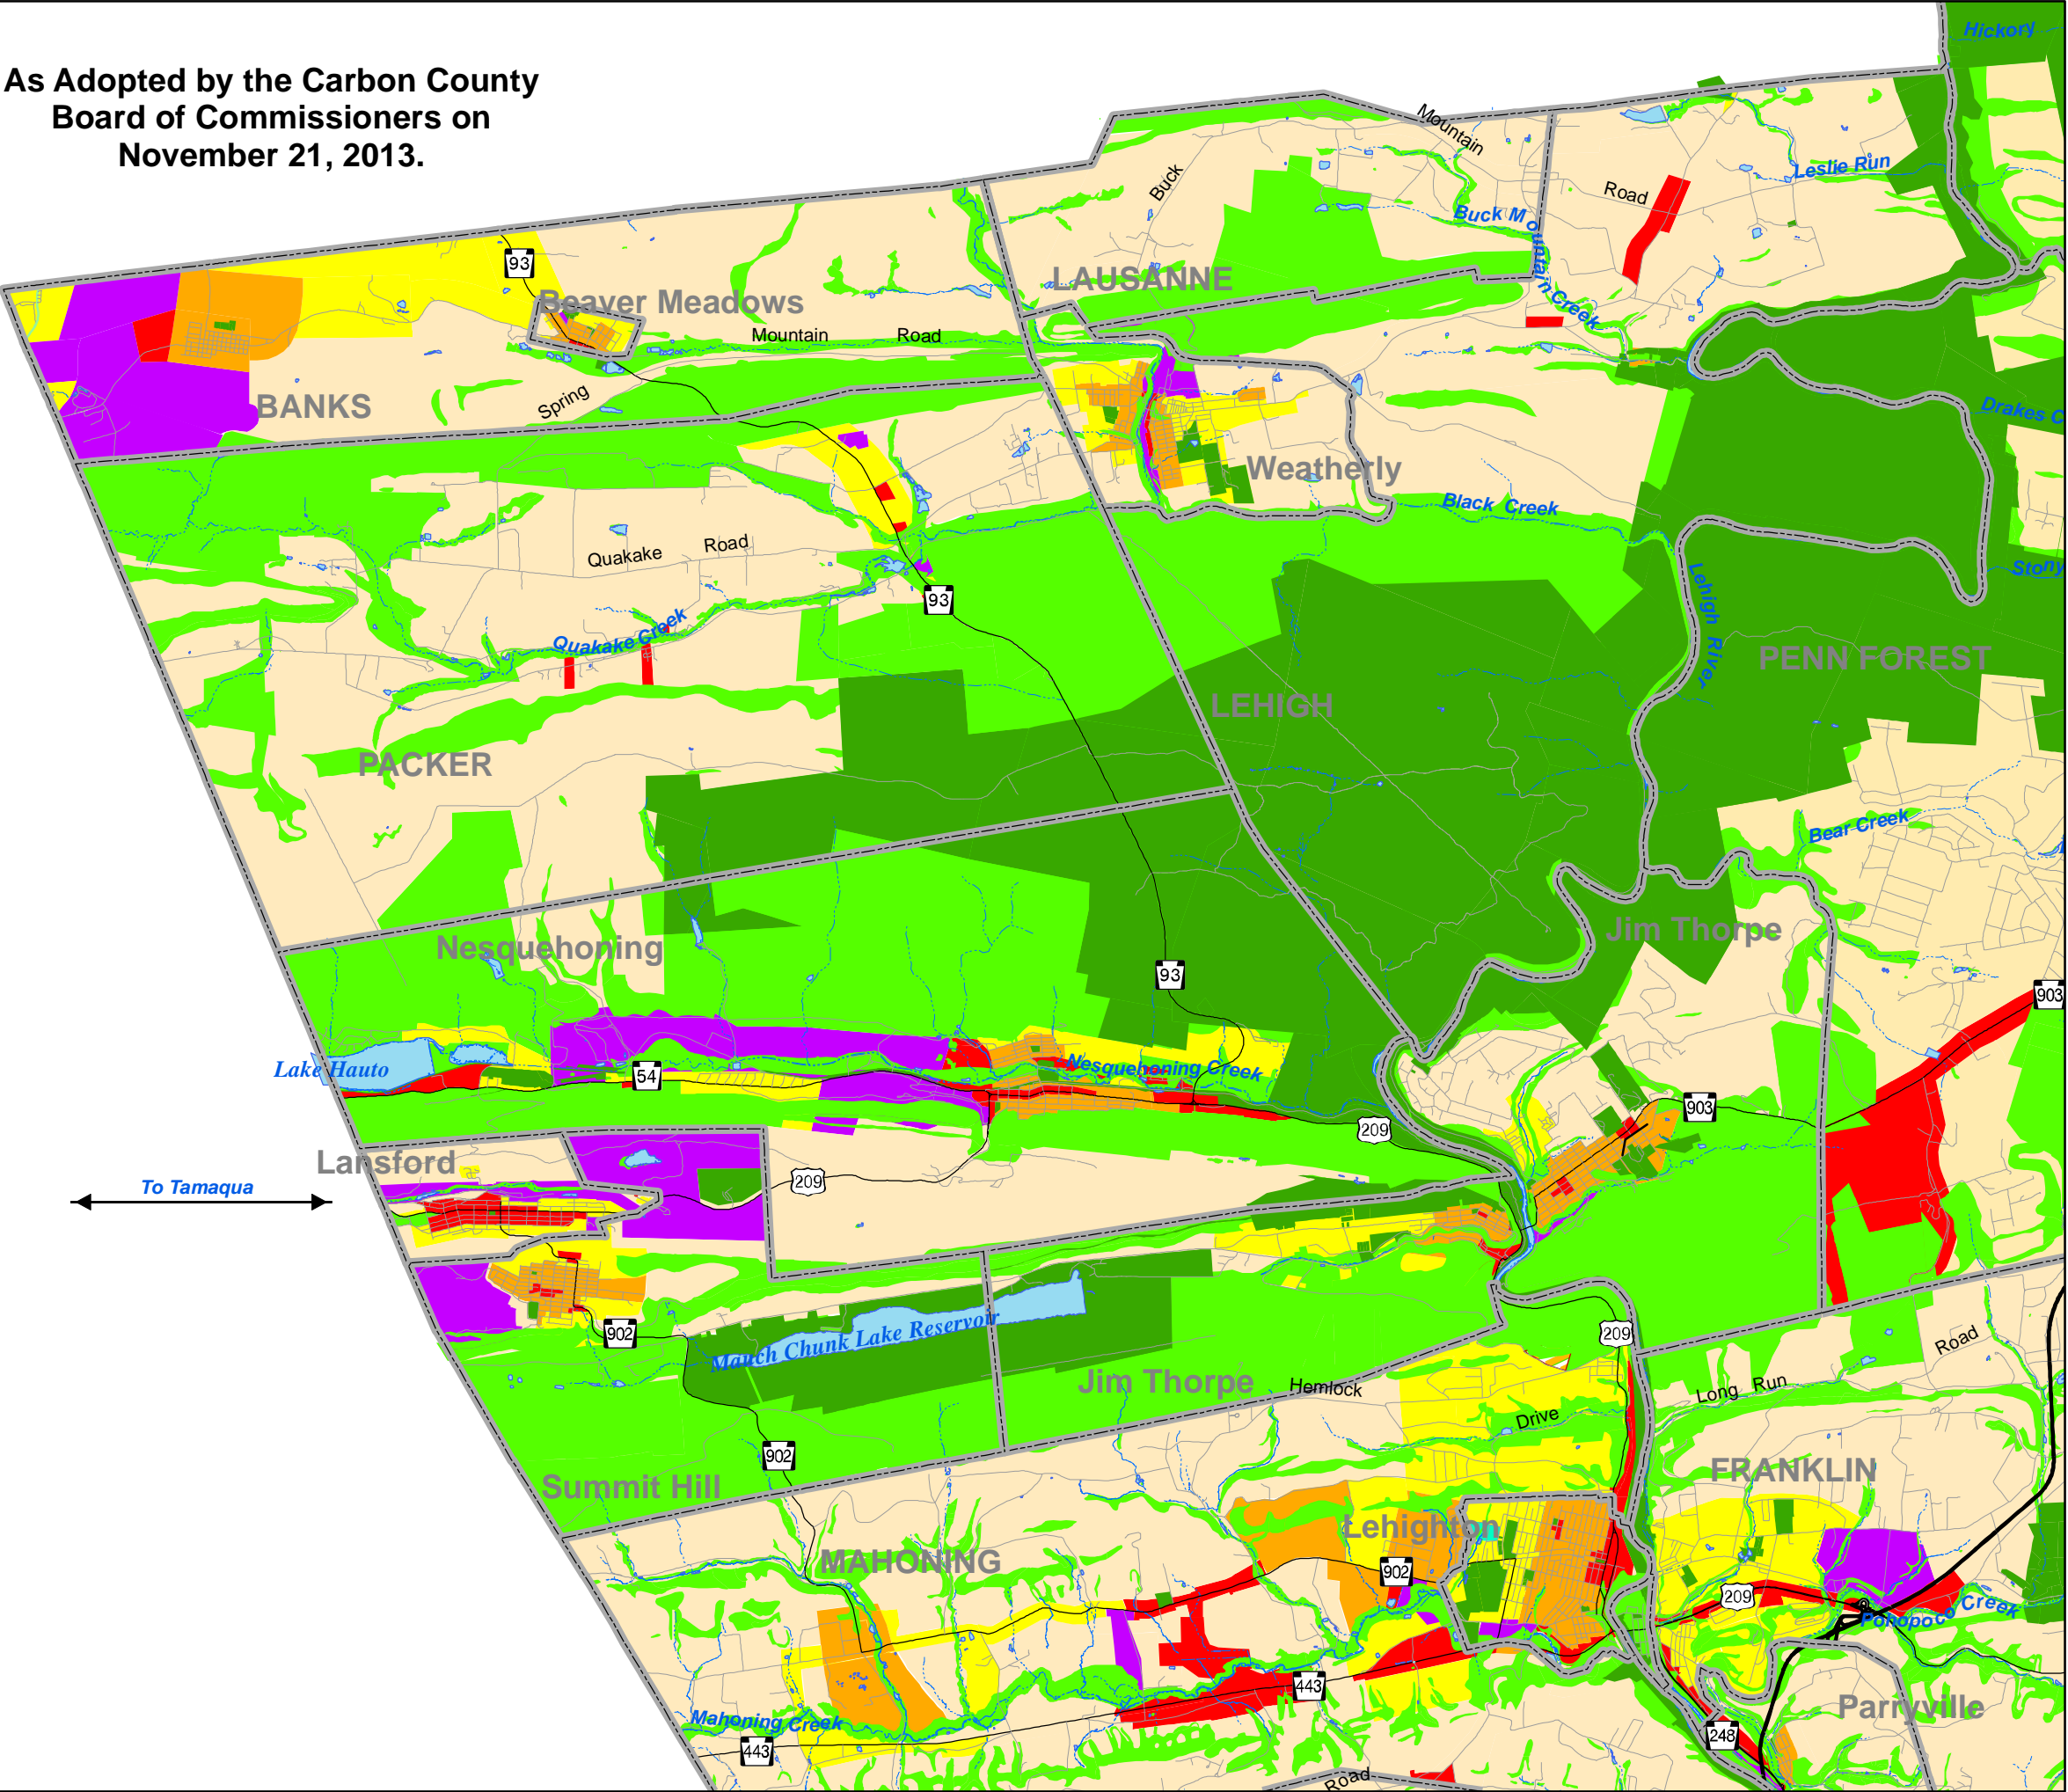 As Adopted by the Carbon County
Board of Commissioners on
November 21, 2013.
Hickory
Mountain
Buck
Road
Leslie Run
Buck Mountain Creek
93
LAUSANNE
Beaver Meadows
Mountain Road
BANKS
Spring
Drakes C
Weatherly
Black Creek
Quakake Road
Stony
93
Lehigh River
Quakake Creek
PENN FOREST
LEHIGH
PACKER
Bear Creek
Jim Thorpe
Nesquehoning
93
903
Lake Hauto
54
Nesquehoning Creek
903
209
Lansford
To Tamaqua
209
902
209
Mauch Chunk Lake Reservoir
Road
Jim Thorpe
Hemlock
Long Run
Drive
902
FRANKLIN
Summit Hill
Lehighton
MAHONING
902
209
Pohopoco Creek
443
Parryville
Mahoning Creek
248
443
Road